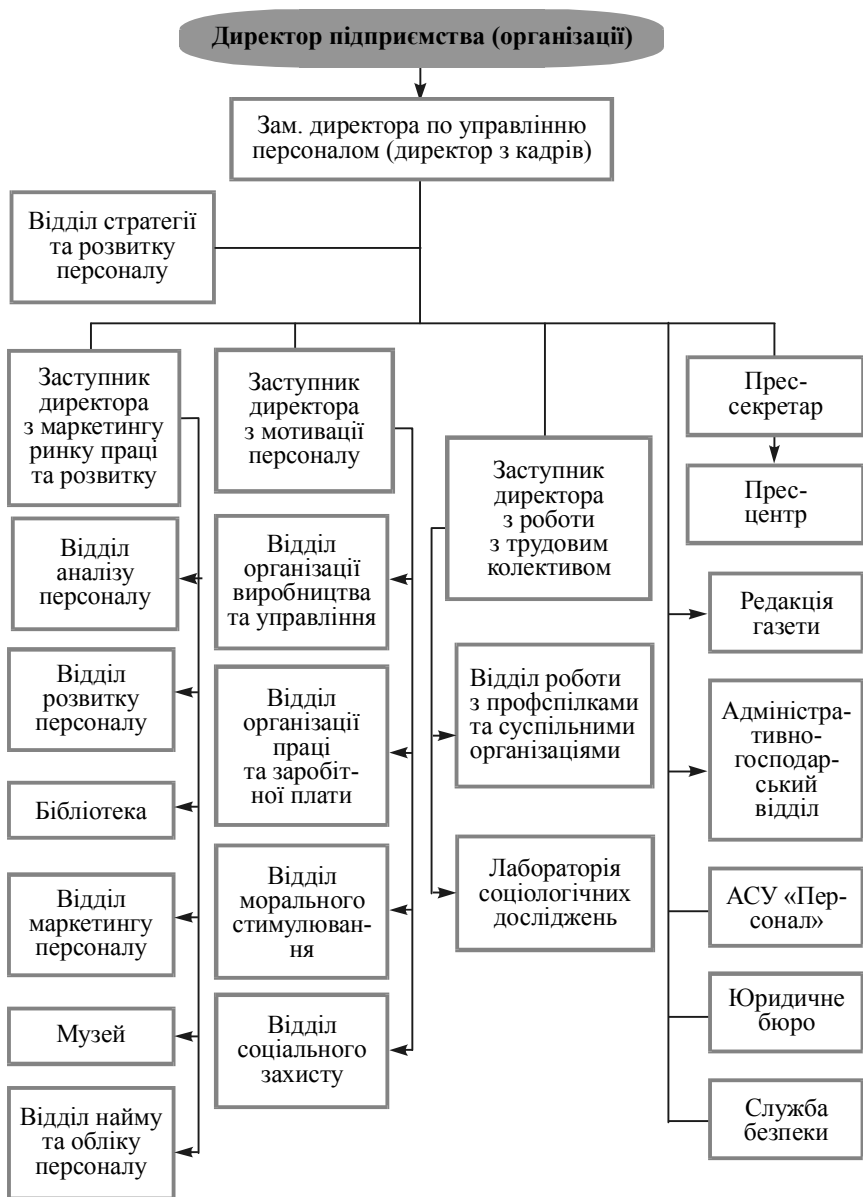 Директор підприємства (організації)
Зам. директора по управлінню
персоналом (директор з кадрів)
Відділ стратегії
та розвитку
персоналу
Заступник
директора
з маркетингу
ринку праці
та розвитку
Відділ
аналізу
персоналу
Відділ
розвитку
персоналу
Бібліотека
Відділ
маркетингу
персоналу
Музей
Відділ найму
та обліку
персоналу
Заступник
директора
з мотивації
персоналу
Відділ
організації
виробництва
та управління
Відділ
організації
праці
та заробіт-
ної плати
Відділ
морального
стимулюван-
ня
Відділ
соціального
захисту
Заступник
директора
з роботи
з трудовим
колективом
Відділ роботи
з профспілками
та суспільними
організаціями
Лабораторія
соціологічних
досліджень
Прес-
секретар
Прес-
центр
Редакція
газети
Адміністра-
тивно-
господар-
ський
відділ
АСУ «Пер-
сонал»
Юридичне
бюро
Служба
безпеки